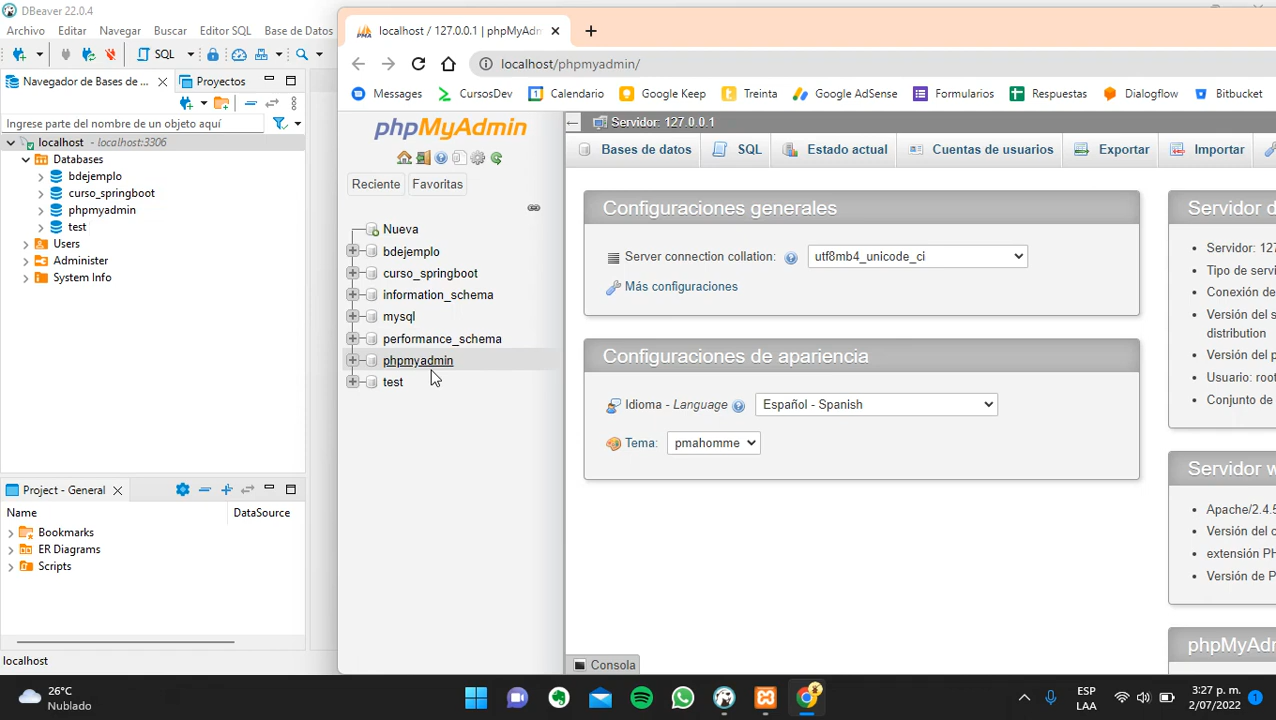 DBeaver 22.0.4
Archivo Editar Navegar Buscar Editor SQL Base de Datos
SQL
Navegador de Bases de ...
Proyectos
Ingrese parte del nombre de un objeto aquí
localhost - localhost:3306
Databases
bdejemplo
curso_springboot
phpmyadmin
test
Users
Administer
System Info
Project - General
Name DataSource
Bookmarks
ER Diagrams
Scripts
localhost
localhost / 127.0.0.1 | phpMyAdm
localhost/phpmyadmin/
Messages CursosDev Calendario Google Keep Treinta Google AdSense Formularios Respuestas Dialogflow Bitbucket
phpMyAdmin
Reciente Favoritas
Nueva
bdejemplo
curso_springboot
information_schema
mysql
performance_schema
phpmyadmin
test
Servidor: 127.0.0.1
Bases de datos SQL Estado actual Cuentas de usuarios Exportar Importar
Configuraciones generales
Server connection collation: utf8mb4_unicode_ci
Más configuraciones
Configuraciones de apariencia
Idioma - Language Español - Spanish
Tema: pmahomme
Servidor d
Servidor: 127
Tipo de servi
Conexión de
Versión del s
distribution
Versión del p
Usuario: root
Conjunto de
Servidor w
Apache/2.4.5
Versión del c
extensión PH
Versión de P
phpMyAdm
Consola
26°C
Nublado
ESP
LAA
3:27 p. m.
2/07/2022
1